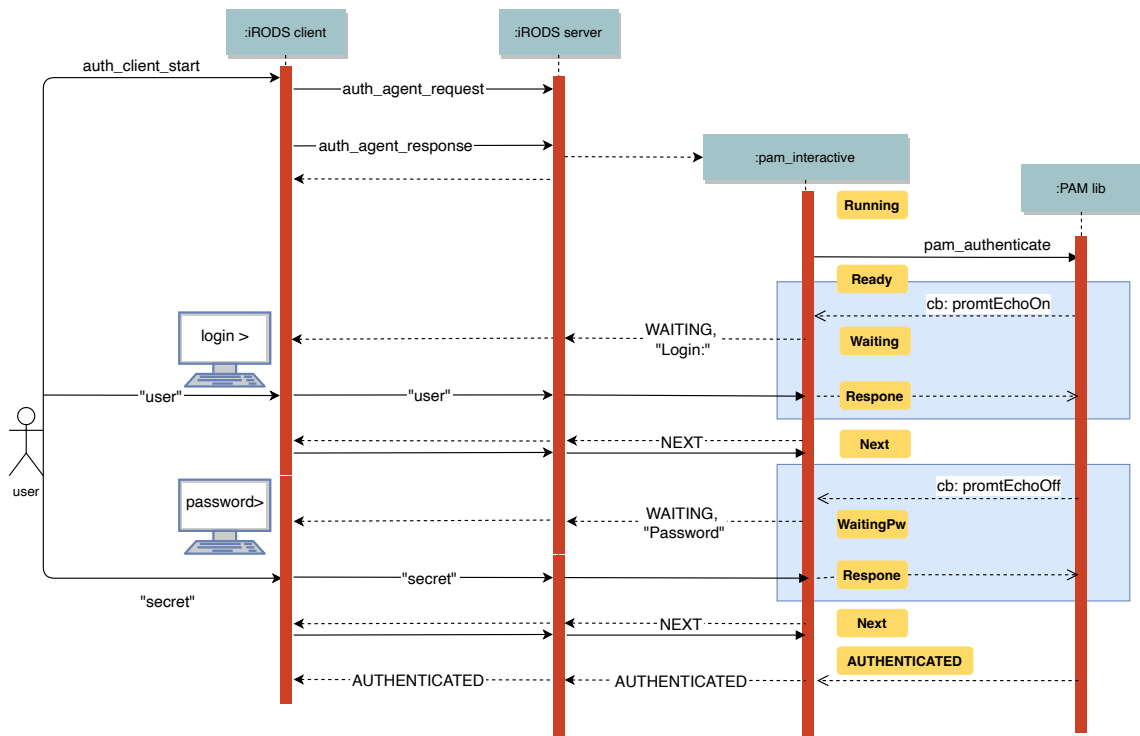 :iRODS client
:iRODS server
auth_client_start
auth_agent_request
auth_agent_response
:pam_interactive
:PAM lib
Running
pam_authenticate
Ready
cb: promtEchoOn
login >
WAITING,
"Login:"
Waiting
"user"
"user"
Respone
NEXT
Next
user
cb: promtEchoOff
password>
WAITING,
"Password"
WaitingPw
"secret"
"secret"
Respone
NEXT
Next
AUTHENTICATED
AUTHENTICATED
AUTHENTICATED